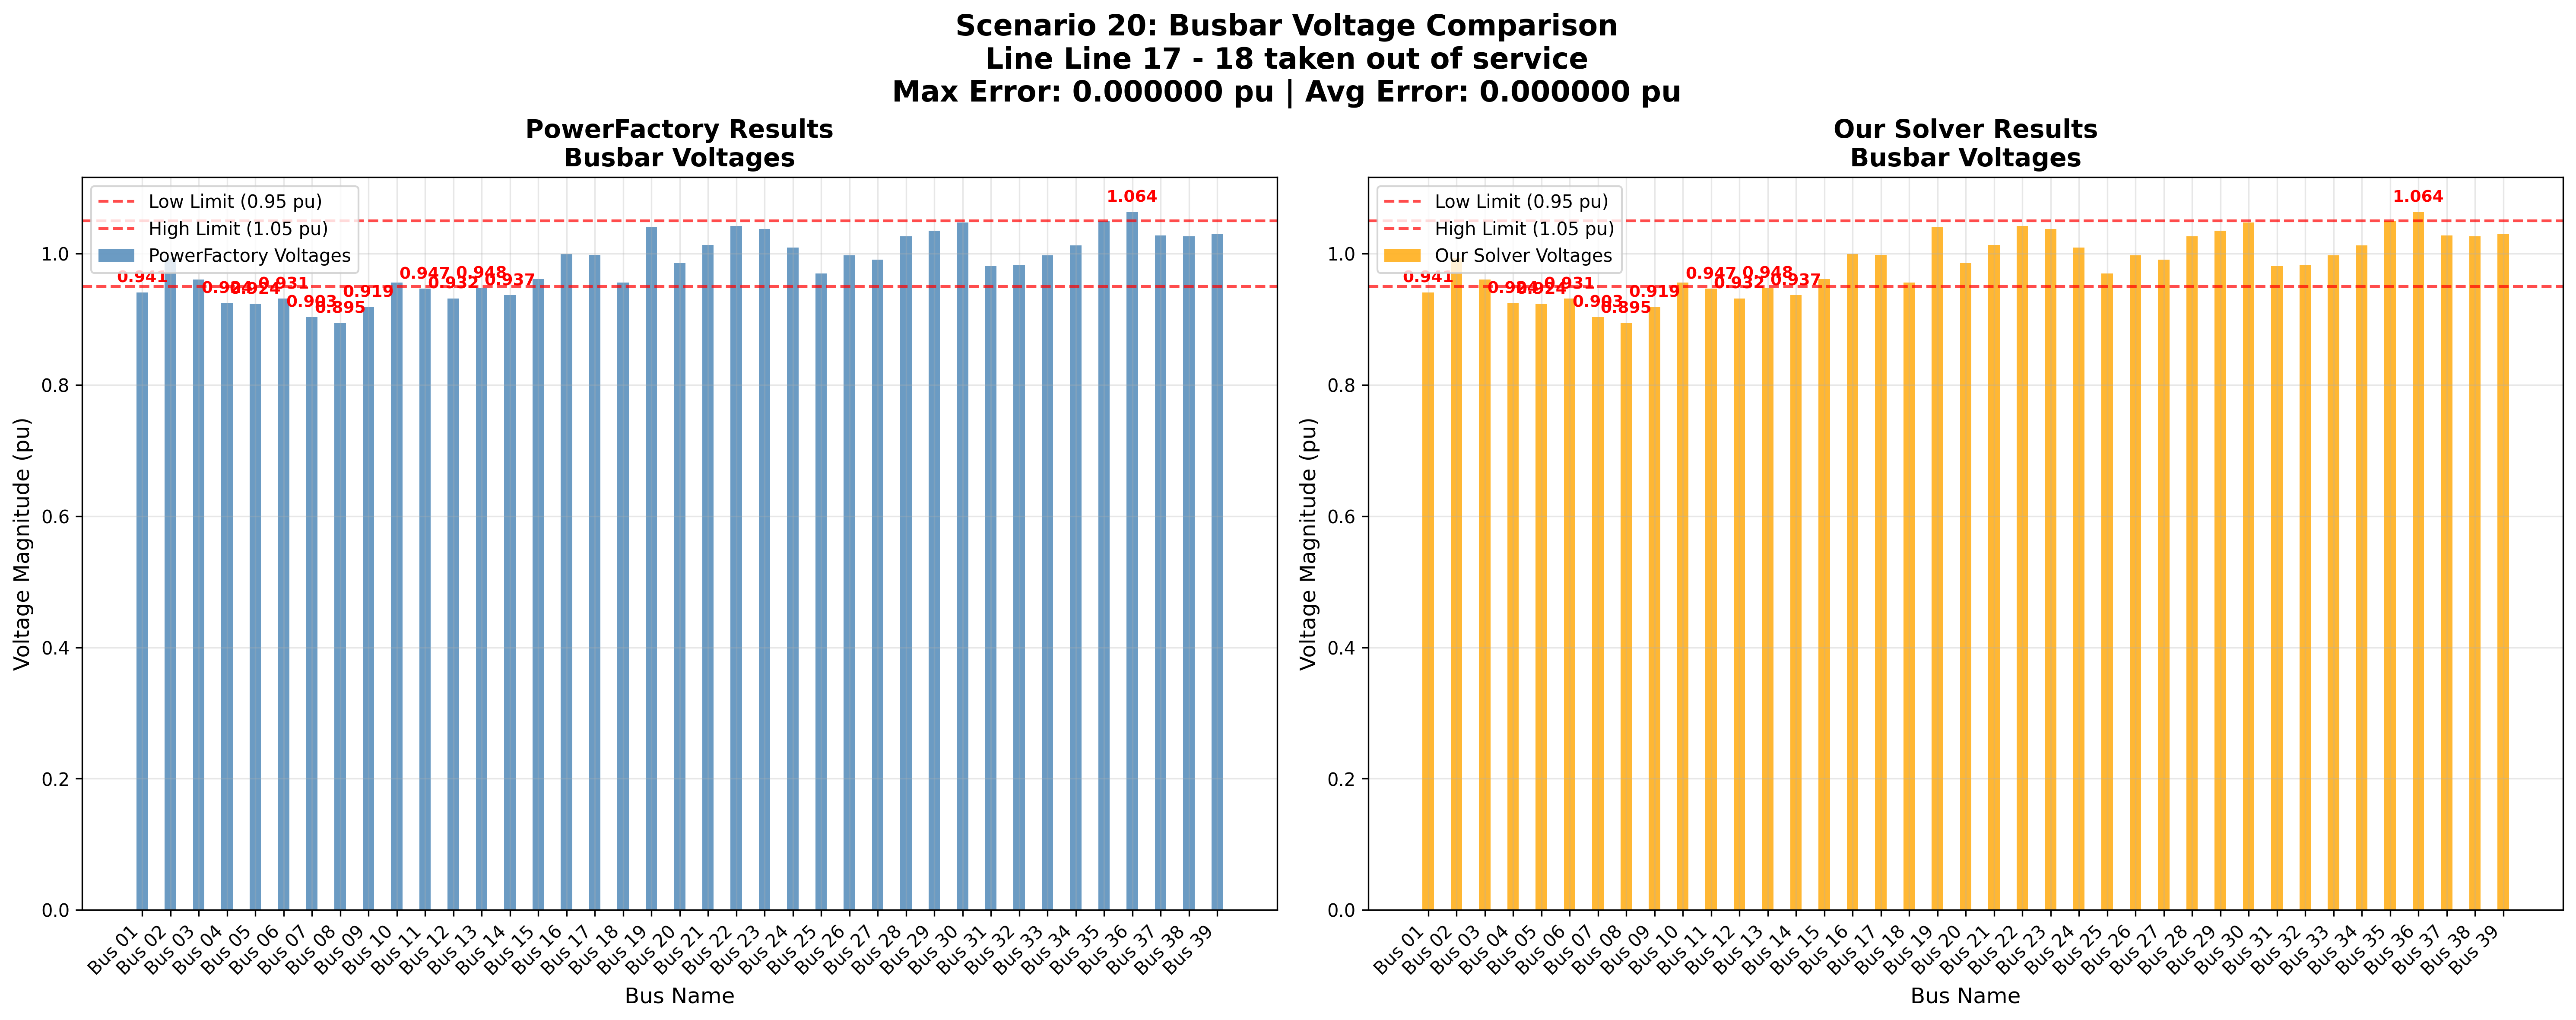 Scenario 20: Busbar Voltage Comparison
Line Line 17 - 18 taken out of service
Max Error: 0.000000 pu | Avg Error: 0.000000 pu
PowerFactory Results
Busbar Voltages
Low Limit (0.95 pu)
High Limit (1.05 pu)
PowerFactory Voltages
1.064
0.941
0.924
0.924
0.931
0.903
0.895
0.919
0.947
0.932
0.948
0.937
Voltage Magnitude (pu)
1.0
0.8
0.6
0.4
0.2
0.0
Bus 01
Bus 02
Bus 03
Bus 04
Bus 05
Bus 06
Bus 07
Bus 08
Bus 09
Bus 10
Bus 11
Bus 12
Bus 13
Bus 14
Bus 15
Bus 16
Bus 17
Bus 18
Bus 19
Bus 20
Bus 21
Bus 22
Bus 23
Bus 24
Bus 25
Bus 26
Bus 27
Bus 28
Bus 29
Bus 30
Bus 31
Bus 32
Bus 33
Bus 34
Bus 35
Bus 36
Bus 37
Bus 38
Bus 39
Bus Name
Our Solver Results
Busbar Voltages
Low Limit (0.95 pu)
High Limit (1.05 pu)
Our Solver Voltages
1.064
0.941
0.924
0.924
0.931
0.903
0.895
0.919
0.947
0.932
0.948
0.937
Voltage Magnitude (pu)
1.0
0.8
0.6
0.4
0.2
0.0
Bus 01
Bus 02
Bus 03
Bus 04
Bus 05
Bus 06
Bus 07
Bus 08
Bus 09
Bus 10
Bus 11
Bus 12
Bus 13
Bus 14
Bus 15
Bus 16
Bus 17
Bus 18
Bus 19
Bus 20
Bus 21
Bus 22
Bus 23
Bus 24
Bus 25
Bus 26
Bus 27
Bus 28
Bus 29
Bus 30
Bus 31
Bus 32
Bus 33
Bus 34
Bus 35
Bus 36
Bus 37
Bus 38
Bus 39
Bus Name